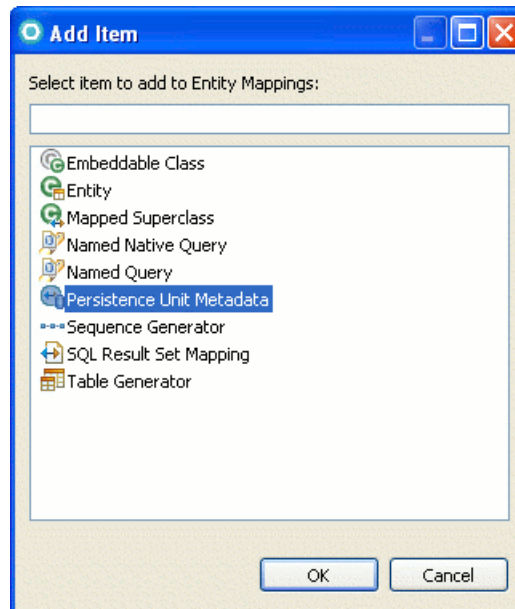 Add Item
Select item to add to Entity Mappings:
Embeddable Class
Entity
Mapped Superclass
Named Native Query
Named Query
Persistence Unit Metadata
Sequence Generator
SQL Result Set Mapping
Table Generator
OK Cancel